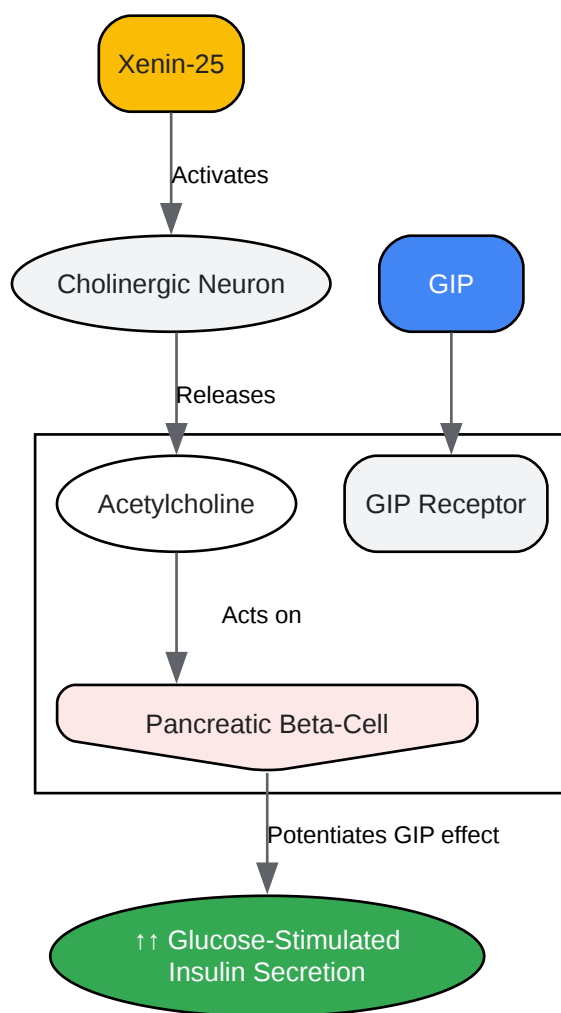 Xenin-25
Activates
Cholinergic Neuron
GIP
Releases
Acetylcholine
GIP Receptor
Acts on
Pancreatic Beta-Cell
Potentiates GIP effect
↑↑ Glucose-Stimulated
Insulin Secretion